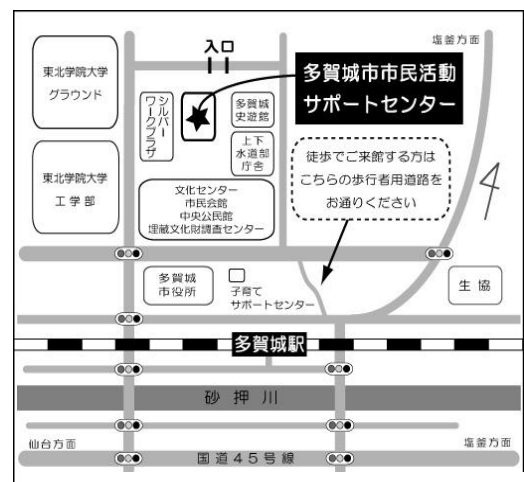 塩釜方面
入口
東北学院大学
グラウンド
シルバー
ワークプラザ
多賀城
史遊館
多賀城市市民活動
サポートセンター
上下
水道部
庁舎
徒歩でご来館する方は
こちらの歩行者用道路を
お通りください
東北学院大学
工学部
文化センター
市民会館
中央公民館
埋蔵文化財調査センター
多賀城
市役所
子育て
サポートセンター
生協
多賀城駅
砂押川
仙台方面
国道45号線
塩釜方面